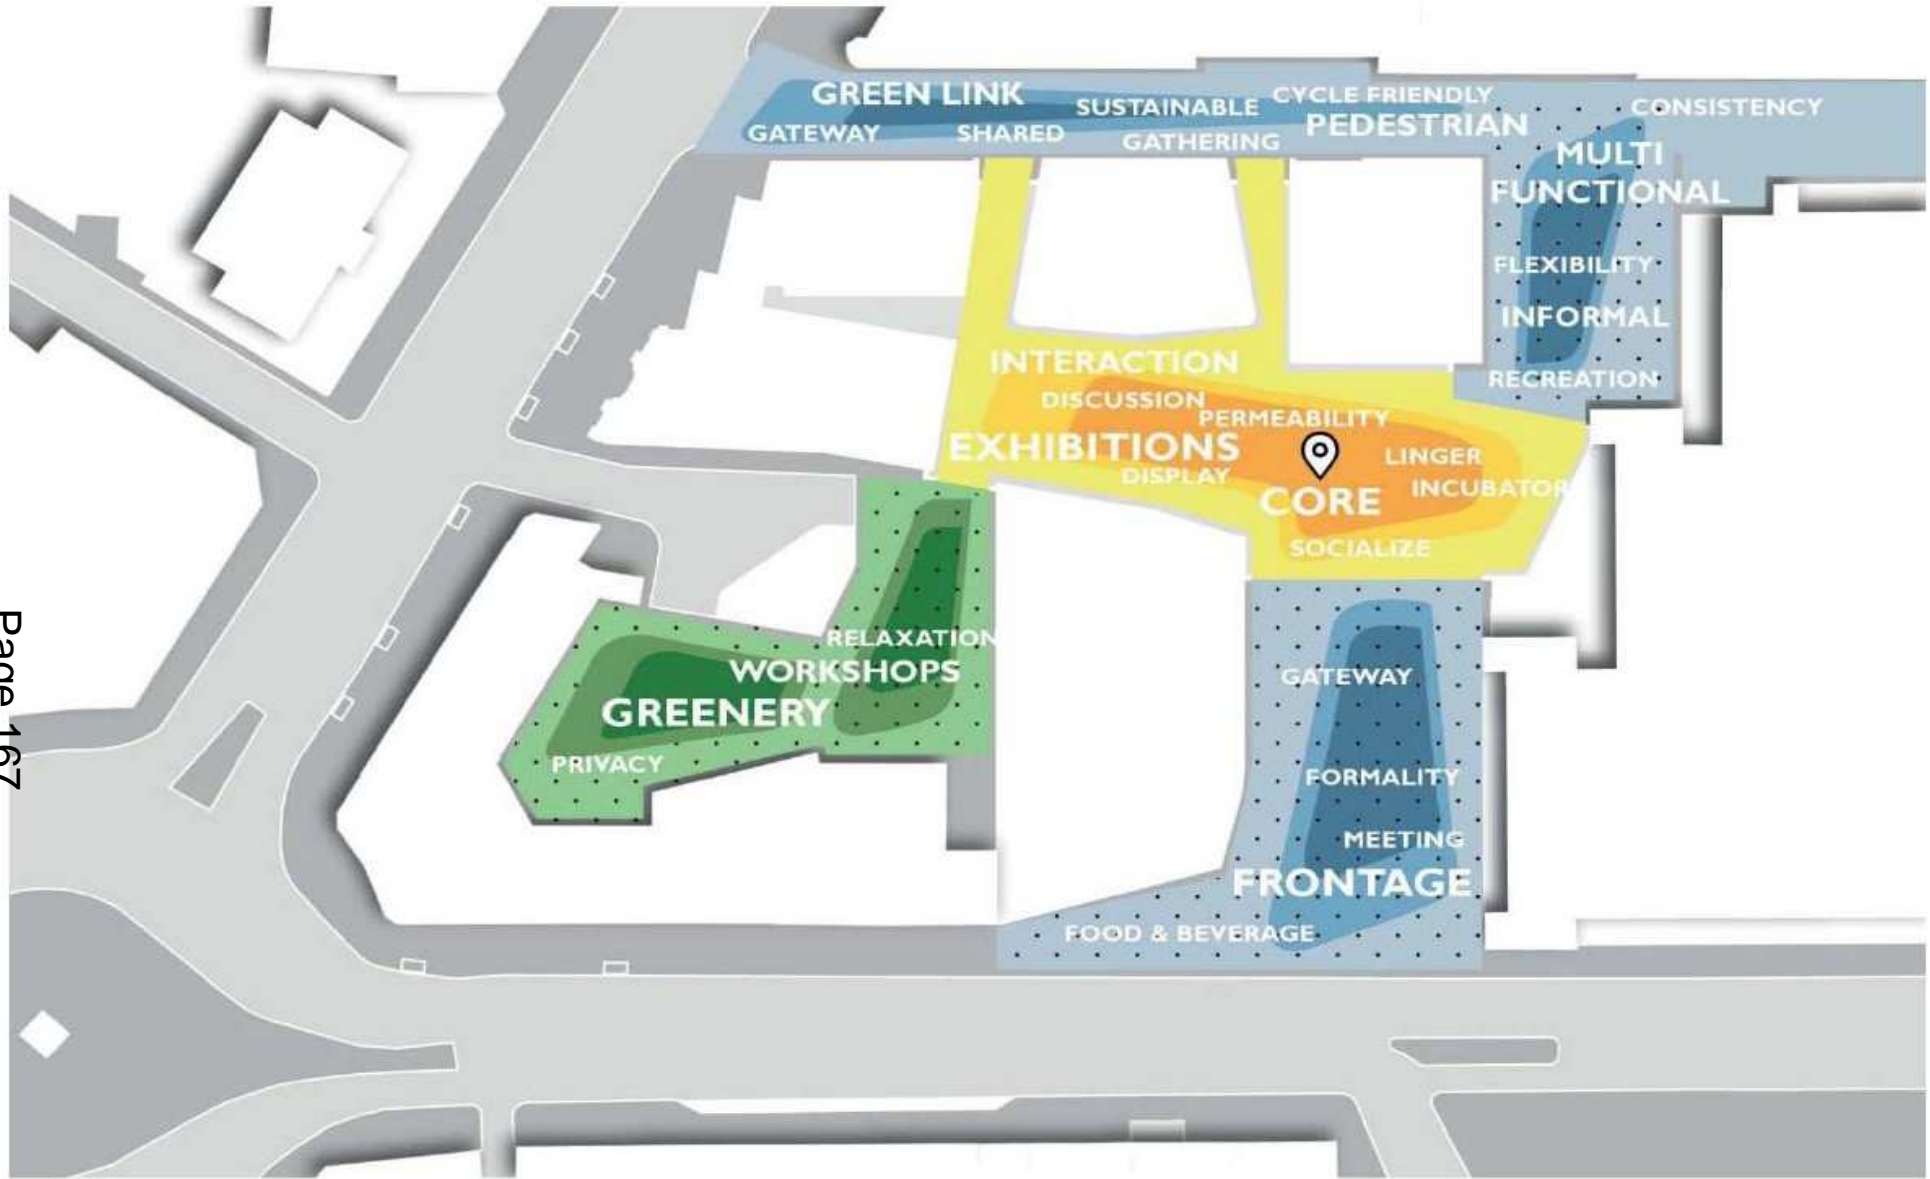 GREEN LINK
SUSTAINABLE
CYCLE FRIENDLY
CONSISTENCY
GATEWAY
SHARED
GATHERING
PEDESTRIAN
MULTI
FUNCTIONAL
FLEXIBILITY
INFORMAL
RECREATION
INTERACTION
DISCUSSION
PERMEABILITY
EXHIBITIONS
DISPLAY
LINGER
INCUBATOR
CORE
SOCIALIZE
RELAXATION
WORKSHOPS
GREENERY
PRIVACY
GATEWAY
FORMALITY
MEETING
FRONTAGE
FOOD & BEVERAGE
Page 167